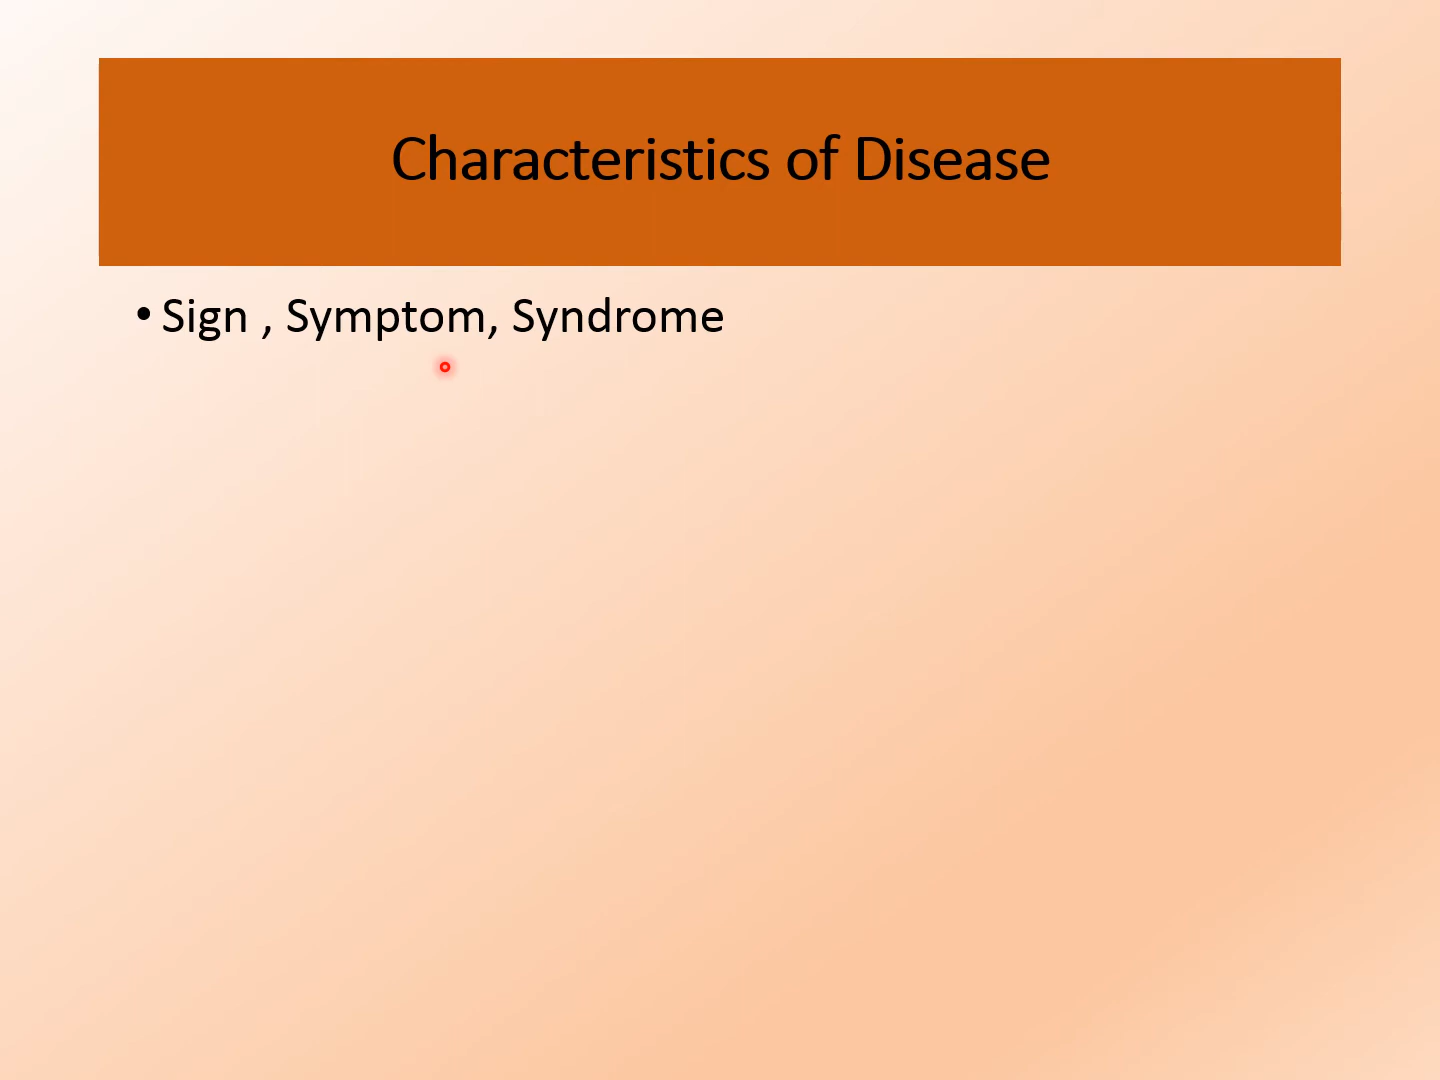 Characteristics of Disease
• Sign , Symptom, Syndrome